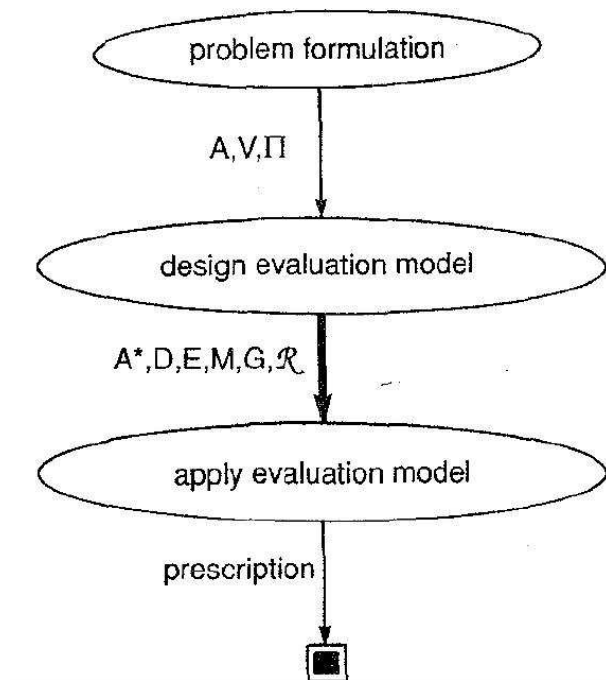 problem formulation
A,V,Π
design evaluation model
A*,D,E,M,G,ℛ
apply evaluation model
prescription